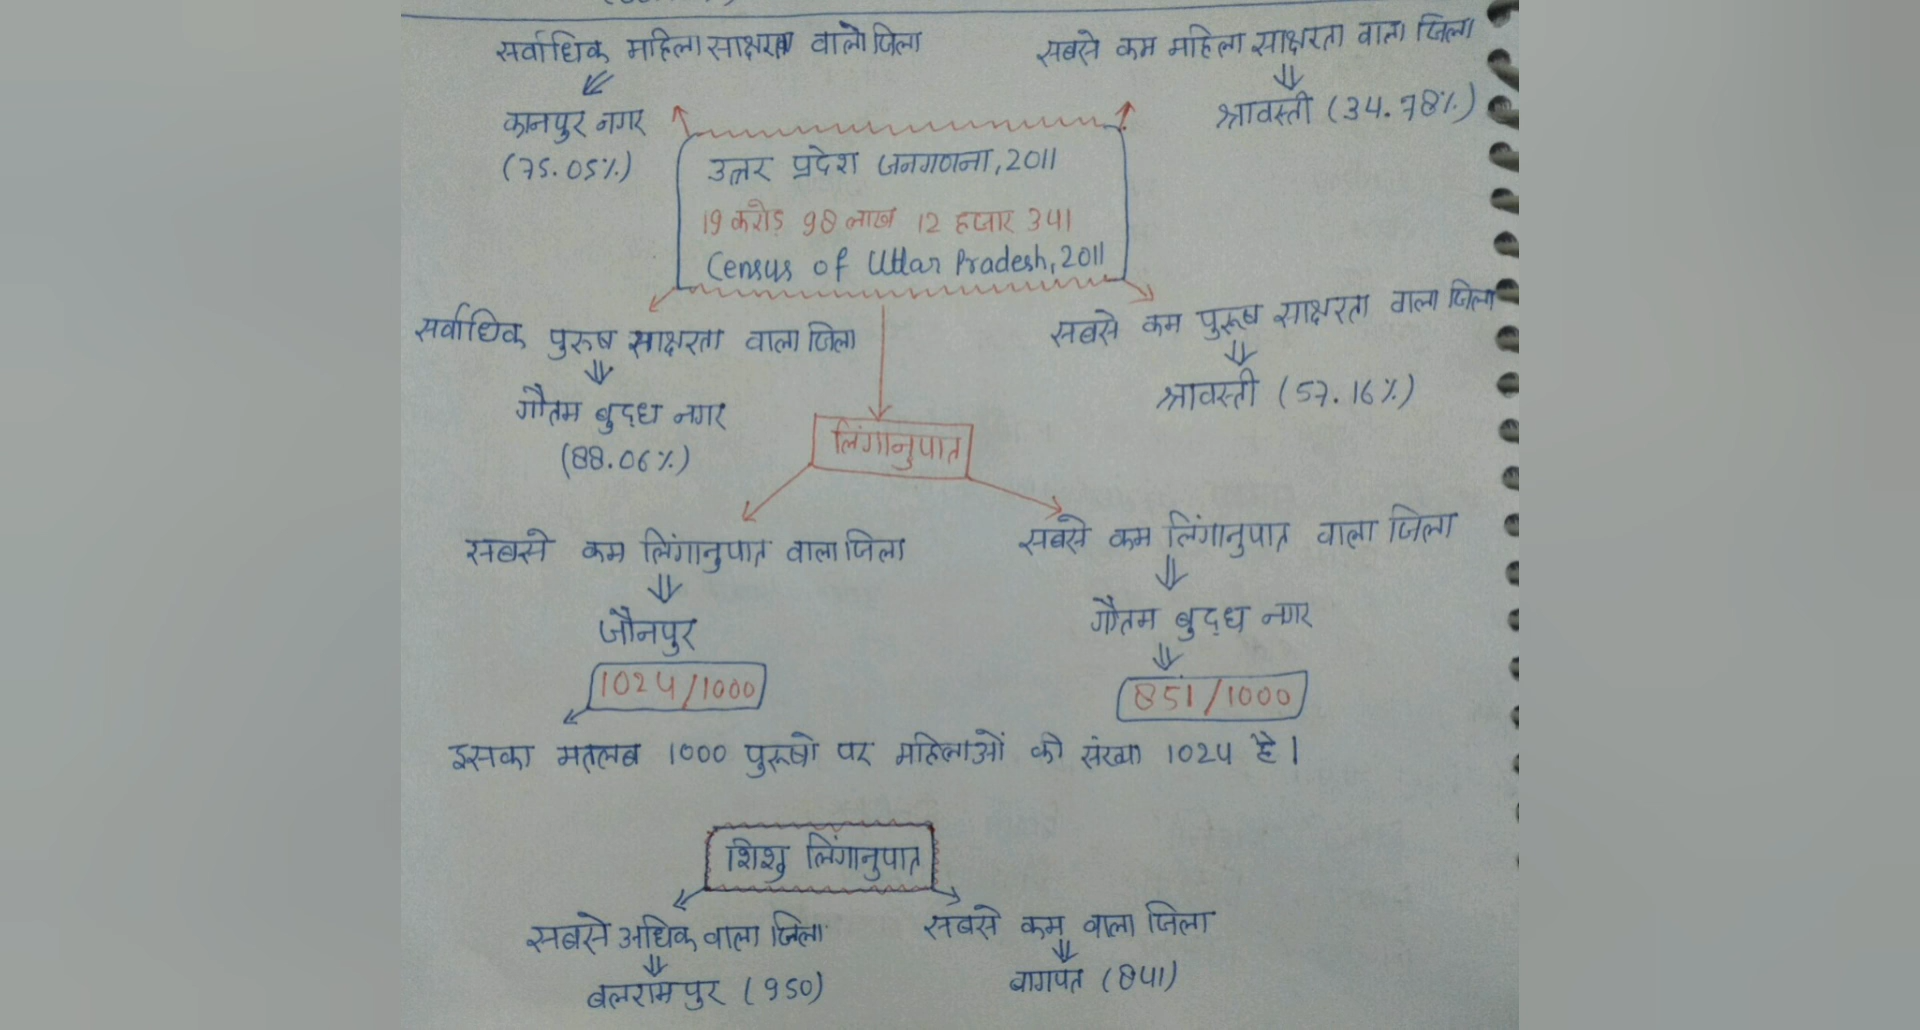 सर्वाधिक महिला साक्षरता वालो जिला
कानपुर नगर
(75.05%)
सबसे कम महिला साक्षरता वाला जिला
श्रावस्ती (34.78%)
उत्तर प्रदेश जनगणना, 2011
19 करोड़ 98 लाख 12 हजार 341
Census of Uttar Pradesh, 2011
सर्वाधिक पुरुष साक्षरता वाला जिला
गौतम बुद्ध नगर
(88.06%)
सबसे कम पुरूष साक्षरता वाला जिला
श्रावस्ती (57.16%)
लिंगानुपात
सबसे कम लिंगानुपात वाला जिला
जौनपुर
1024/1000
सबसे कम लिंगानुपात वाला जिला
गौतम बुद्ध नगर
851/1000
इसका मतलब 1000 पुरूषो पर महिलाओं की संख्या 1024 है।
शिशु लिंगानुपात
सबसे अधिक वाला जिला
बलरामपुर (950)
सबसे कम वाला जिला
बागपत (841)